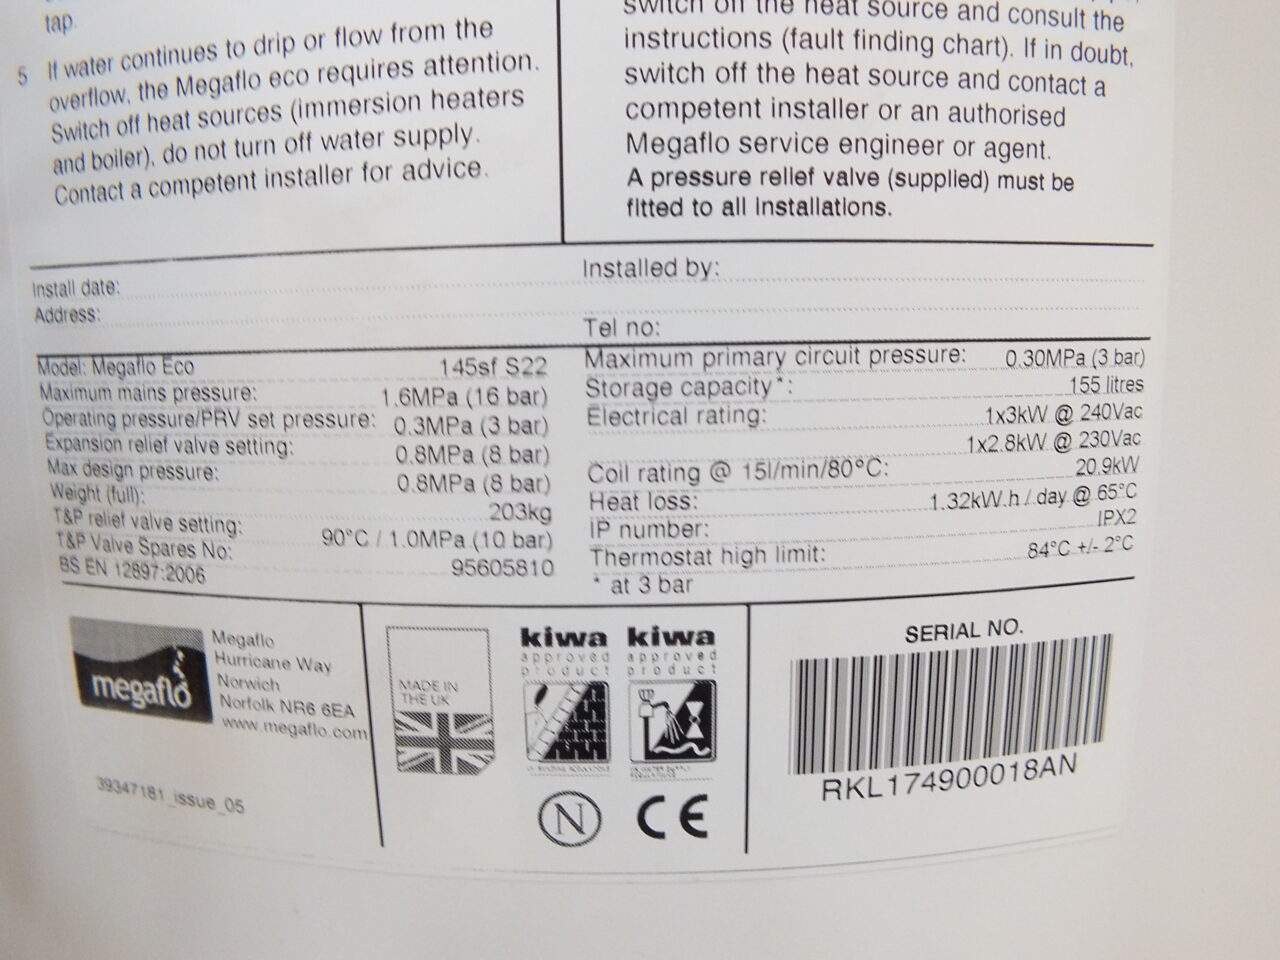 tap.
5 If water continues to drip or flow from the
overflow, the Megaflo eco requires attention.
Switch off heat sources (immersion heaters
and boiler), do not turn off water supply.
Contact a competent installer for advice.
switch off the heat source and consult the
instructions (fault finding chart). If in doubt,
switch off the heat source and contact a
competent installer or an authorised
Megaflo service engineer or agent.
A pressure relief valve (supplied) must be
fitted to all installations.
Install date:
Address:
Installed by:
Tel no:
Model: Megaflo Eco 145sf S22
Maximum mains pressure: 1.6MPa (16 bar)
Operating pressure/PRV set pressure: 0.3MPa (3 bar)
Expansion relief valve setting: 0.8MPa (8 bar)
Max design pressure: 0.8MPa (8 bar)
Weight (full): 203kg
T&P relief valve setting: 90°C / 1.0MPa (10 bar)
T&P Valve Spares No: 95605810
BS EN 12897:2006
Maximum primary circuit pressure: 0.30MPa (3 bar)
Storage capacity*: 155 litres
Electrical rating: 1x3kW @ 240Vac
1x2.8kW @ 230Vac
Coil rating @ 15l/min/80°C: 20.9kW
Heat loss: 1.32kW.h / day @ 65°C
IP number: IPX2
Thermostat high limit: 84°C +/- 2°C
* at 3 bar
megaflo
Megaflo
Hurricane Way
Norwich
Norfolk NR6 6EA
www.megaflo.com
39347181_issue_05
MADE IN
THE UK
kiwa
approved
product
kiwa
approved
product
N
CE
SERIAL NO.
RKL174900018AN